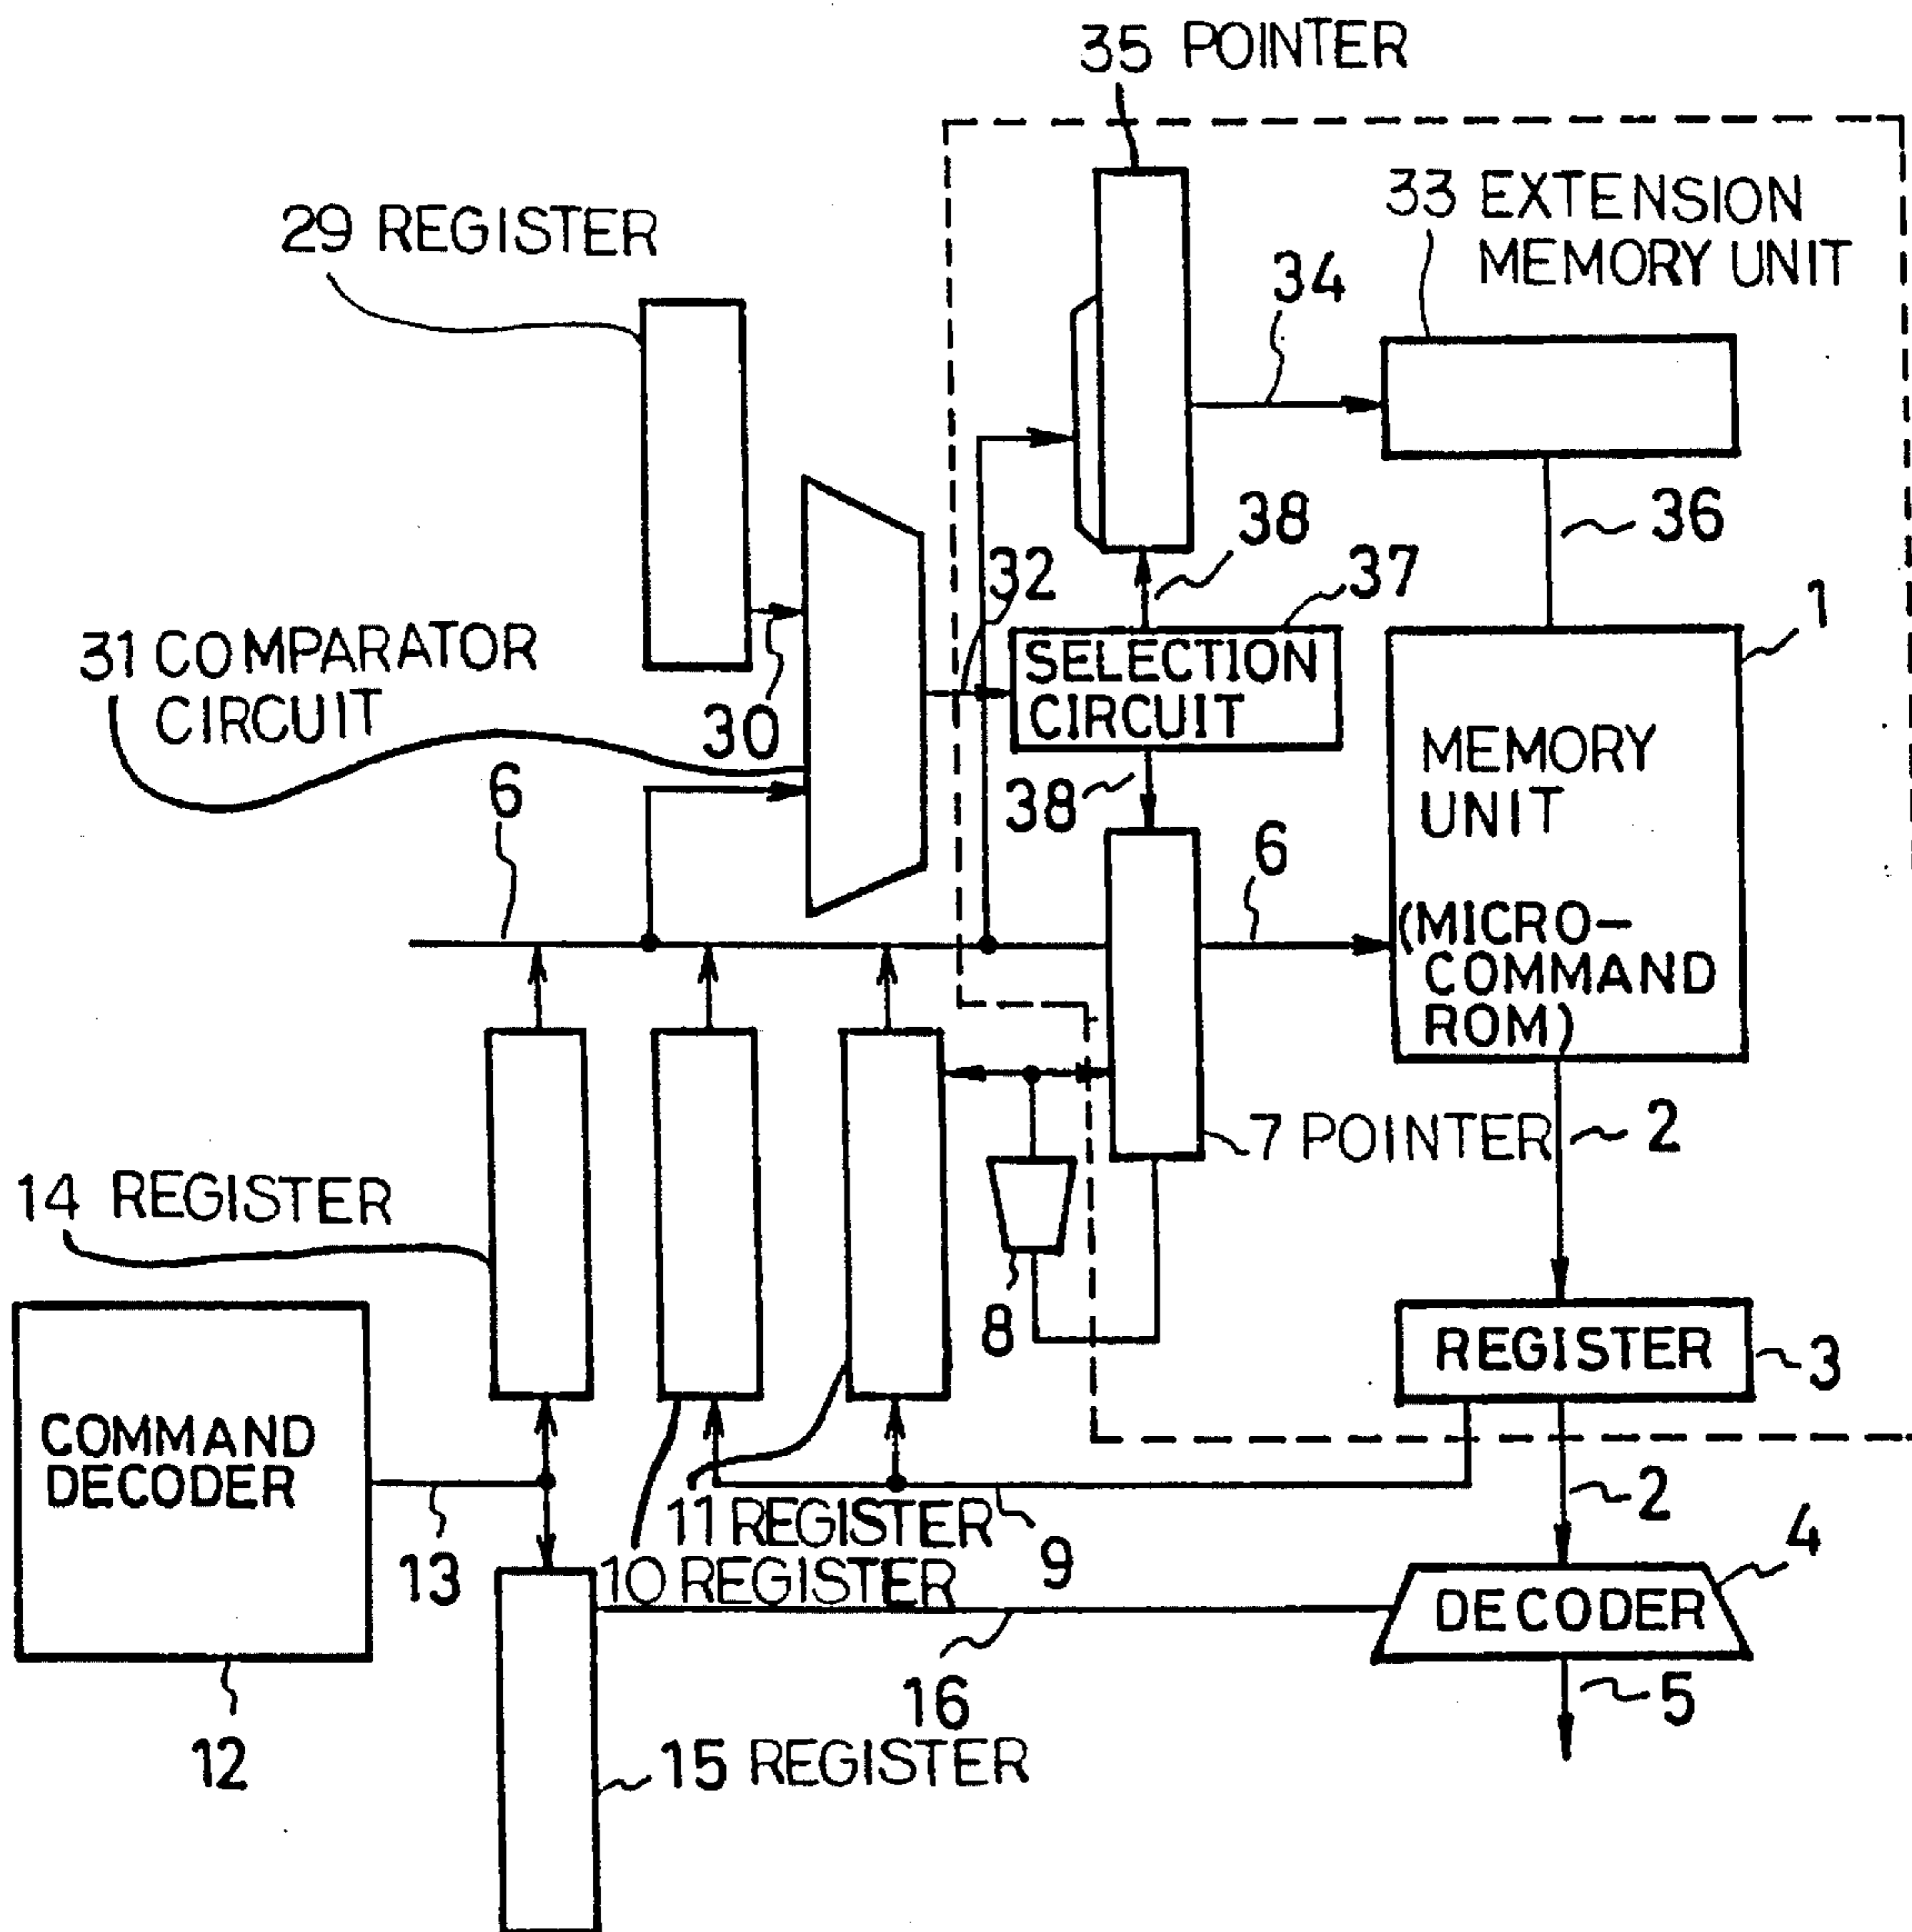 35 POINTER
33 EXTENSION
MEMORY UNIT
29 REGISTER
34
36
38
32
37
1
31 COMPARATOR
CIRCUIT
30
SELECTION
CIRCUIT
MEMORY
UNIT
(MICRO-
COMMAND
ROM)
6
38
6
7 POINTER
2
14 REGISTER
8
REGISTER
3
COMMAND
DECODER
11 REGISTER
10 REGISTER
9
2
4
13
DECODER
16
5
12
15 REGISTER